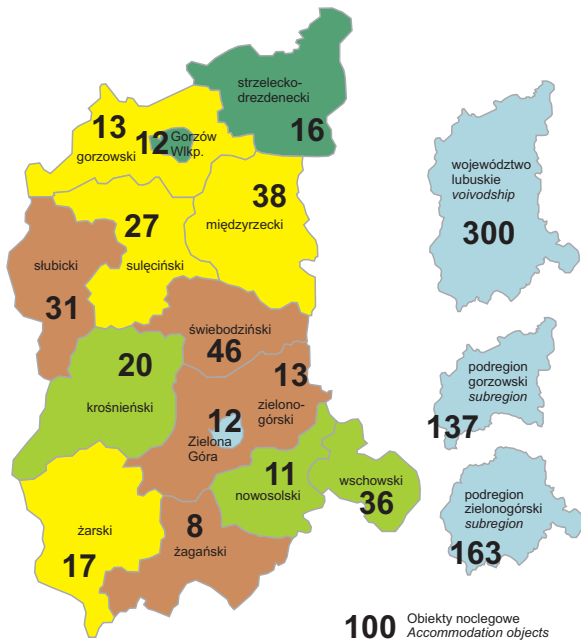 strzelecko-
drezdenecki
16
13
12
Gorzów
Wlkp.
gorzowski
38
międzyrzecki
27
sulęciński
słubicki
31
świebodziński
46
20
krośnieński
13
zielono-
górski
12
Zielona
Góra
11
nowosolski
wschowski
36
żarski
17
8
żagański
województwo
lubuskie
voivodship
300
podregion
gorzowski
subregion
137
podregion
zielonogórski
subregion
163
100 Obiekty noclegowe
Accommodation objects